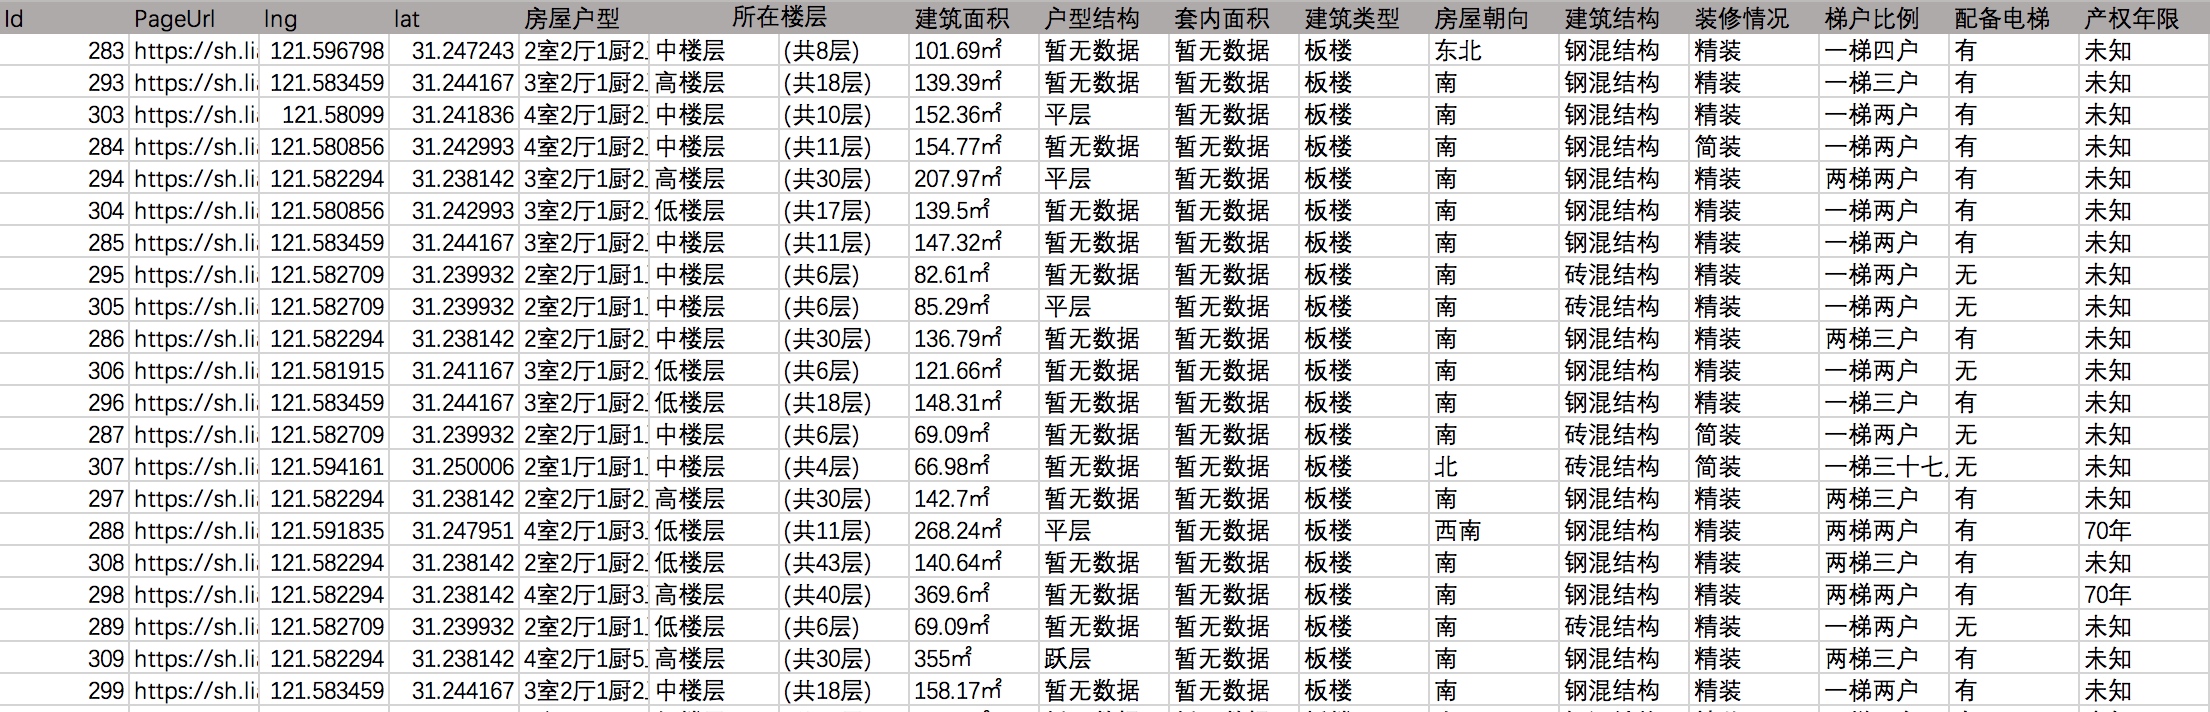 Id PageUrl lng lat 房屋户型 所在楼层 建筑面积 户型结构 套内面积 建筑类型 房屋朝向 建筑结构 装修情况 梯户比例 配备电梯 产权年限
283 https://sh.li 121.596798 31.247243 2室2厅1厨2 中楼层 (共8层) 101.69㎡ 暂无数据 暂无数据 板楼 东北 钢混结构 精装 一梯四户 有 未知
293 https://sh.li 121.583459 31.244167 3室2厅1厨2 高楼层 (共18层) 139.39㎡ 暂无数据 暂无数据 板楼 南 钢混结构 精装 一梯三户 有 未知
303 https://sh.li 121.58099 31.241836 4室2厅1厨2 中楼层 (共10层) 152.36㎡ 平层 暂无数据 板楼 南 钢混结构 精装 一梯两户 有 未知
284 https://sh.li 121.580856 31.242993 4室2厅1厨2 中楼层 (共11层) 154.77㎡ 暂无数据 暂无数据 板楼 南 钢混结构 简装 一梯两户 有 未知
294 https://sh.li 121.582294 31.238142 3室2厅1厨2 高楼层 (共30层) 207.97㎡ 平层 暂无数据 板楼 南 钢混结构 精装 两梯两户 有 未知
304 https://sh.li 121.580856 31.242993 3室2厅1厨2 低楼层 (共17层) 139.5㎡ 暂无数据 暂无数据 板楼 南 钢混结构 精装 一梯两户 有 未知
285 https://sh.li 121.583459 31.244167 3室2厅1厨2 中楼层 (共11层) 147.32㎡ 暂无数据 暂无数据 板楼 南 钢混结构 精装 一梯两户 有 未知
295 https://sh.li 121.582709 31.239932 2室2厅1厨1 中楼层 (共6层) 82.61㎡ 暂无数据 暂无数据 板楼 南 砖混结构 精装 一梯两户 无 未知
305 https://sh.li 121.582709 31.239932 2室2厅1厨1 中楼层 (共6层) 85.29㎡ 平层 暂无数据 板楼 南 砖混结构 精装 一梯两户 无 未知
286 https://sh.li 121.582294 31.238142 2室2厅1厨2 中楼层 (共30层) 136.79㎡ 暂无数据 暂无数据 板楼 南 钢混结构 精装 两梯三户 有 未知
306 https://sh.li 121.581915 31.241167 3室2厅1厨2 低楼层 (共6层) 121.66㎡ 暂无数据 暂无数据 板楼 南 钢混结构 精装 一梯两户 无 未知
296 https://sh.li 121.583459 31.244167 3室2厅1厨2 低楼层 (共18层) 148.31㎡ 暂无数据 暂无数据 板楼 南 钢混结构 精装 一梯三户 有 未知
287 https://sh.li 121.582709 31.239932 2室2厅1厨1 中楼层 (共6层) 69.09㎡ 暂无数据 暂无数据 板楼 南 砖混结构 简装 一梯两户 无 未知
307 https://sh.li 121.594161 31.250006 2室1厅1厨1 中楼层 (共4层) 66.98㎡ 暂无数据 暂无数据 板楼 北 砖混结构 简装 一梯三十七 无 未知
297 https://sh.li 121.582294 31.238142 2室2厅1厨2 高楼层 (共30层) 142.7㎡ 暂无数据 暂无数据 板楼 南 钢混结构 精装 两梯三户 有 未知
288 https://sh.li 121.591835 31.247951 4室2厅1厨3 低楼层 (共11层) 268.24㎡ 平层 暂无数据 板楼 西南 钢混结构 精装 两梯两户 有 70年
308 https://sh.li 121.582294 31.238142 2室2厅1厨2 低楼层 (共43层) 140.64㎡ 暂无数据 暂无数据 板楼 南 钢混结构 精装 两梯三户 有 未知
298 https://sh.li 121.582294 31.238142 4室2厅1厨3 高楼层 (共40层) 369.6㎡ 暂无数据 暂无数据 板楼 南 钢混结构 精装 两梯两户 有 70年
289 https://sh.li 121.582709 31.239932 2室2厅1厨1 低楼层 (共6层) 69.09㎡ 暂无数据 暂无数据 板楼 南 砖混结构 精装 一梯两户 无 未知
309 https://sh.li 121.582294 31.238142 4室2厅1厨5 高楼层 (共30层) 355㎡ 跃层 暂无数据 板楼 南 钢混结构 精装 两梯三户 有 未知
299 https://sh.li 121.583459 31.244167 3室2厅1厨2 中楼层 (共18层) 158.17㎡ 暂无数据 暂无数据 板楼 南 钢混结构 精装 一梯两户 有 未知